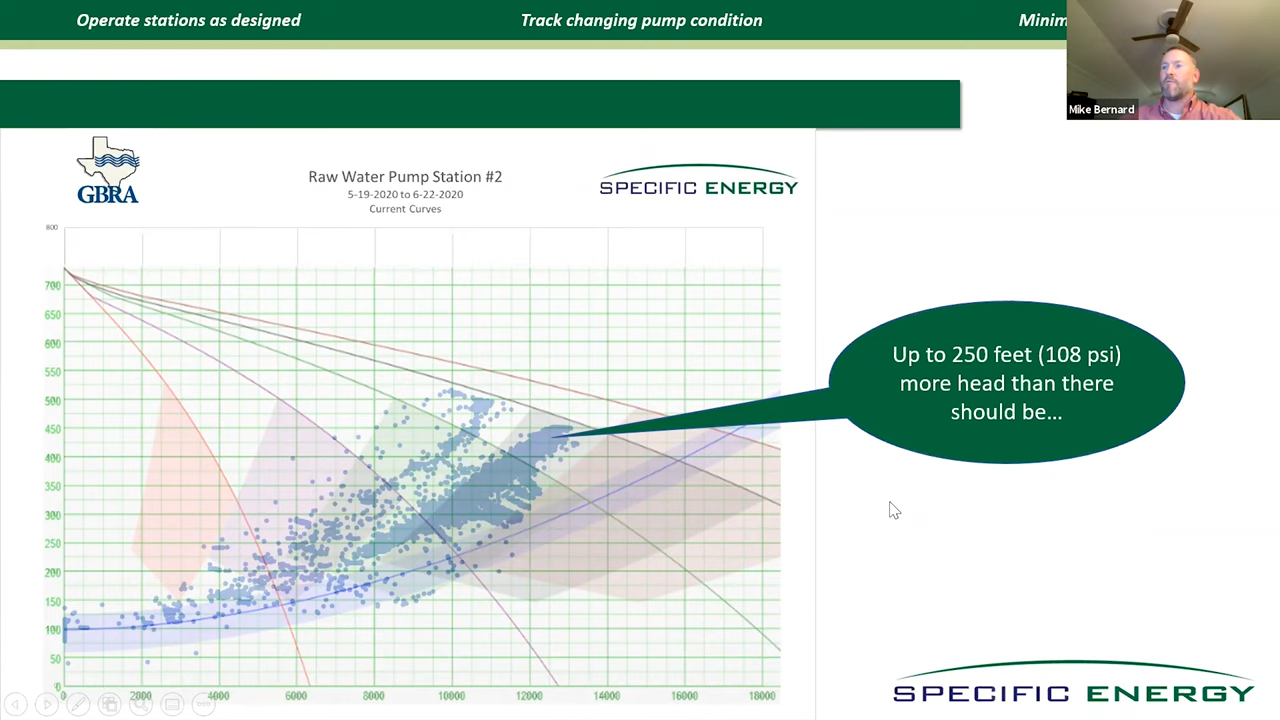 Operate stations as designed
Track changing pump condition
Minim
Mike Bernard
GBRA
Raw Water Pump Station #2
5-19-2020 to 6-22-2020
Current Curves
SPECIFIC ENERGY
800
700
650
600
550
500
450
400
350
300
250
200
150
100
50
0
0 2000 4000 6000 8000 10000 12000 14000 16000 18000
Up to 250 feet (108 psi)
more head than there
should be...
SPECIFIC ENERGY